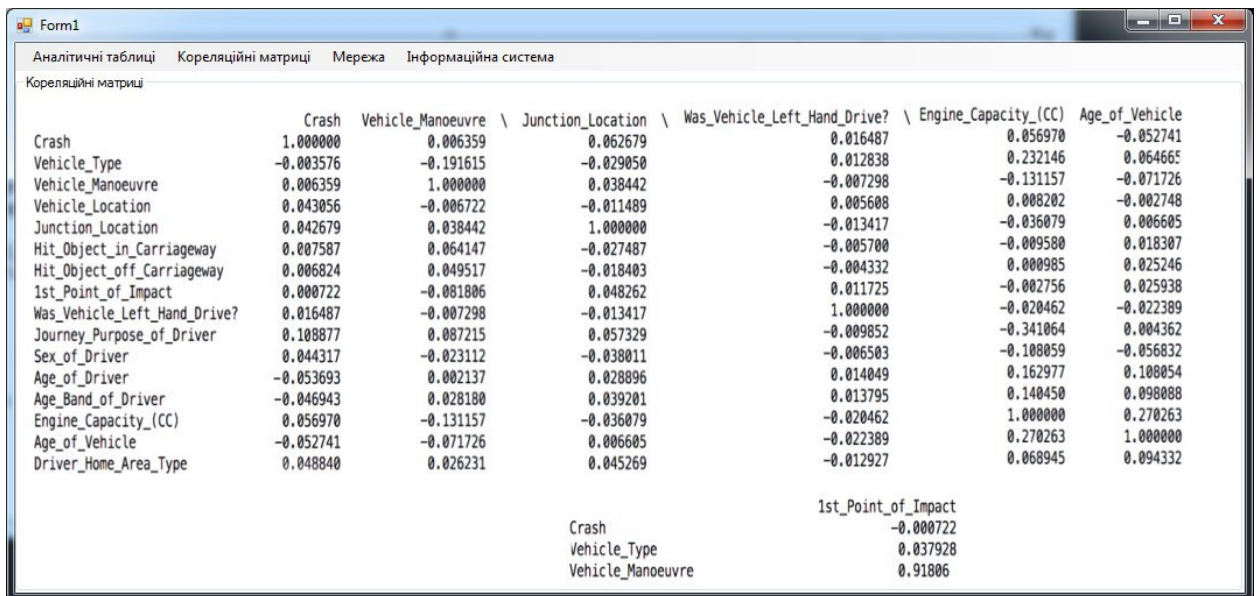 Form1
Аналітичні таблиці Кореляційні матриці Мережа Інформаційна система
Кореляційні матриці
Crash Vehicle_Manoeuvre \ Junction_Location \ Was_Vehicle_Left_Hand_Drive? \ Engine_Capacity_(CC) Age_of_Vehicle
Crash 1.000000 0.006359 0.062679 0.016487 0.056970 -0.052741
Vehicle_Type -0.003576 -0.191615 -0.029050 0.012838 0.232146 0.064665
Vehicle_Manoeuvre 0.006359 1.000000 0.038442 -0.007298 -0.131157 -0.071726
Vehicle_Location 0.043056 -0.006722 -0.011489 0.005608 0.008202 -0.002748
Junction_Location 0.042679 0.038442 1.000000 -0.013417 -0.036079 0.006605
Hit_Object_in_Carriageway 0.007587 0.064147 -0.027487 -0.005700 -0.009580 0.018307
Hit_Object_off_Carriageway 0.006824 0.049517 -0.018403 -0.004332 0.000985 0.025246
1st_Point_of_Impact 0.000722 -0.081806 0.048262 0.011725 -0.002756 0.025938
Was_Vehicle_Left_Hand_Drive? 0.016487 -0.007298 -0.013417 1.000000 -0.020462 -0.022389
Journey_Purpose_of_Driver 0.108877 0.087215 0.057329 -0.009852 -0.341064 0.004362
Sex_of_Driver 0.044317 -0.023112 -0.038011 -0.006503 -0.108059 -0.056832
Age_of_Driver -0.053693 0.002137 0.028896 0.014049 0.162977 0.108054
Age_Band_of_Driver -0.046943 0.028180 0.039201 0.013795 0.140450 0.098088
Engine_Capacity_(CC) 0.056970 -0.131157 -0.036079 -0.020462 1.000000 0.270263
Age_of_Vehicle -0.052741 -0.071726 0.006605 -0.022389 0.270263 1.000000
Driver_Home_Area_Type 0.048840 0.026231 0.045269 -0.012927 0.068945 0.094332
1st_Point_of_Impact
Crash -0.000722
Vehicle_Type 0.037928
Vehicle_Manoeuvre 0.91806